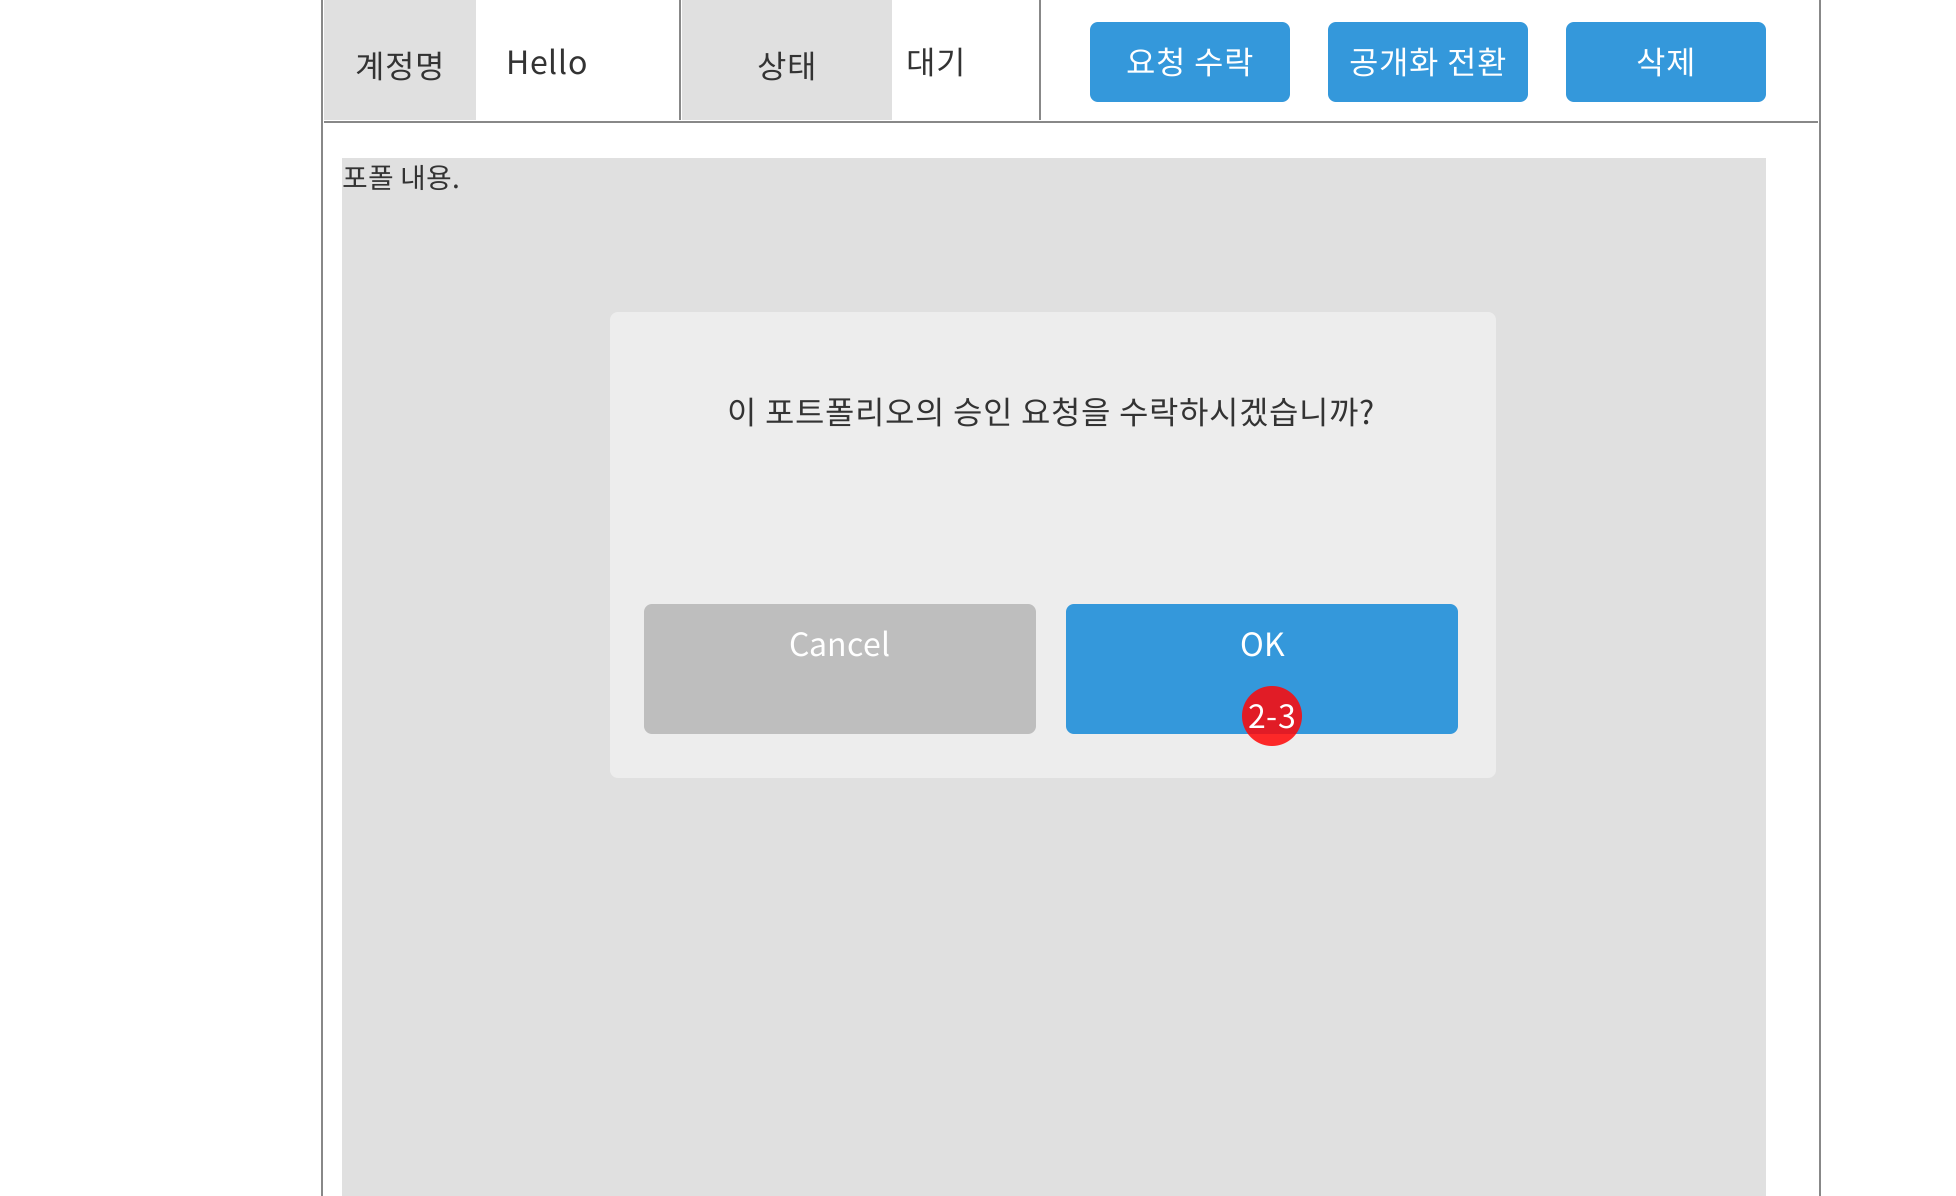 계정명 Hello 상태 대기 요청 수락 공개화 전환 삭제
포폴 내용.
이 포트폴리오의 승인 요청을 수락하시겠습니까?
Cancel OK
2-3